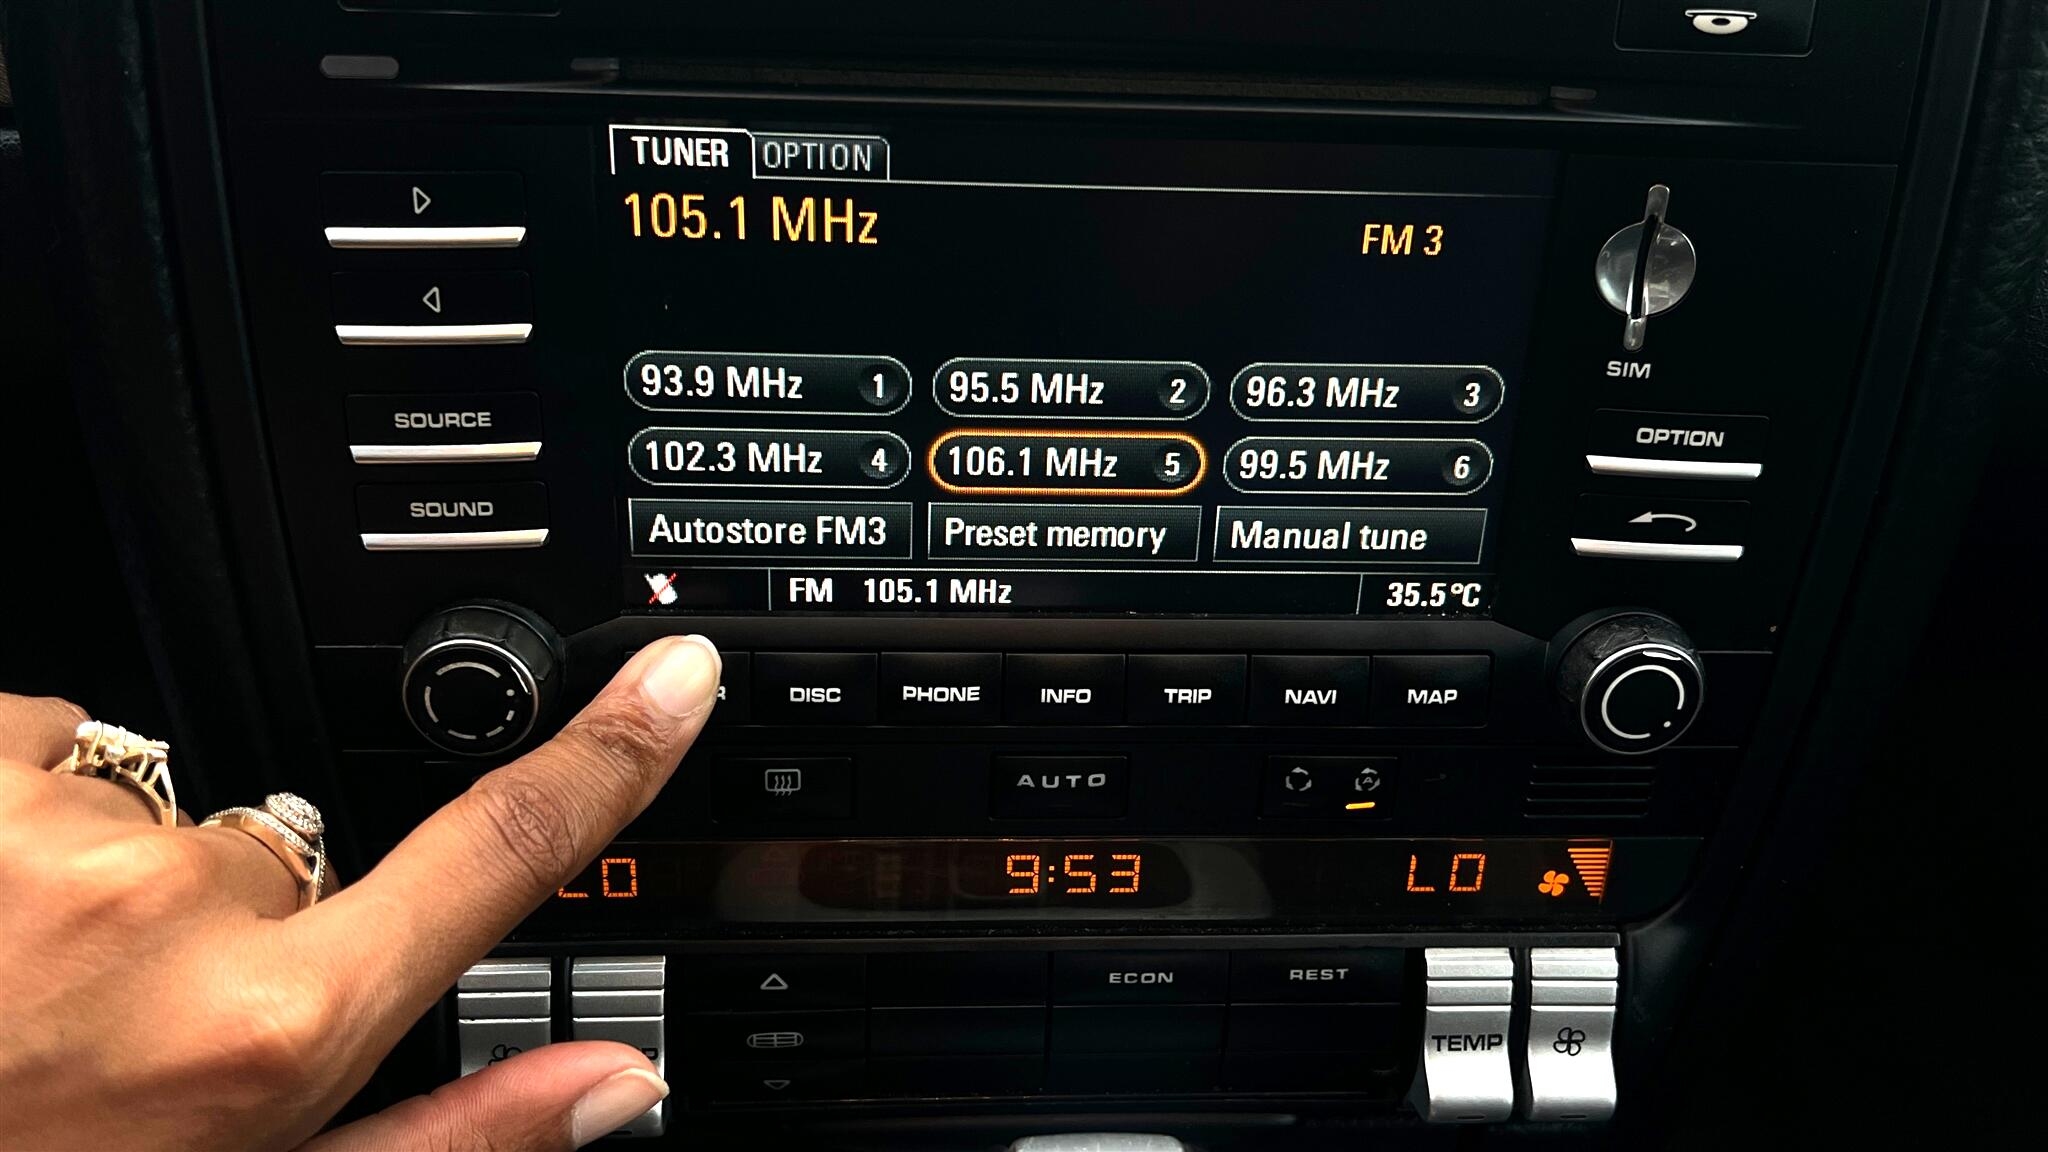 TUNER OPTION
105.1 MHz
FM 3
SIM
93.9 MHz 1
95.5 MHz 2
96.3 MHz 3
SOURCE
OPTION
102.3 MHz 4
106.1 MHz 5
99.5 MHz 6
SOUND
Autostore FM3
Preset memory
Manual tune
FM 105.1 MHz
35.5°C
R DISC PHONE INFO TRIP NAVI MAP
AUTO
A
LO 9:53 LO
ECON REST
TEMP